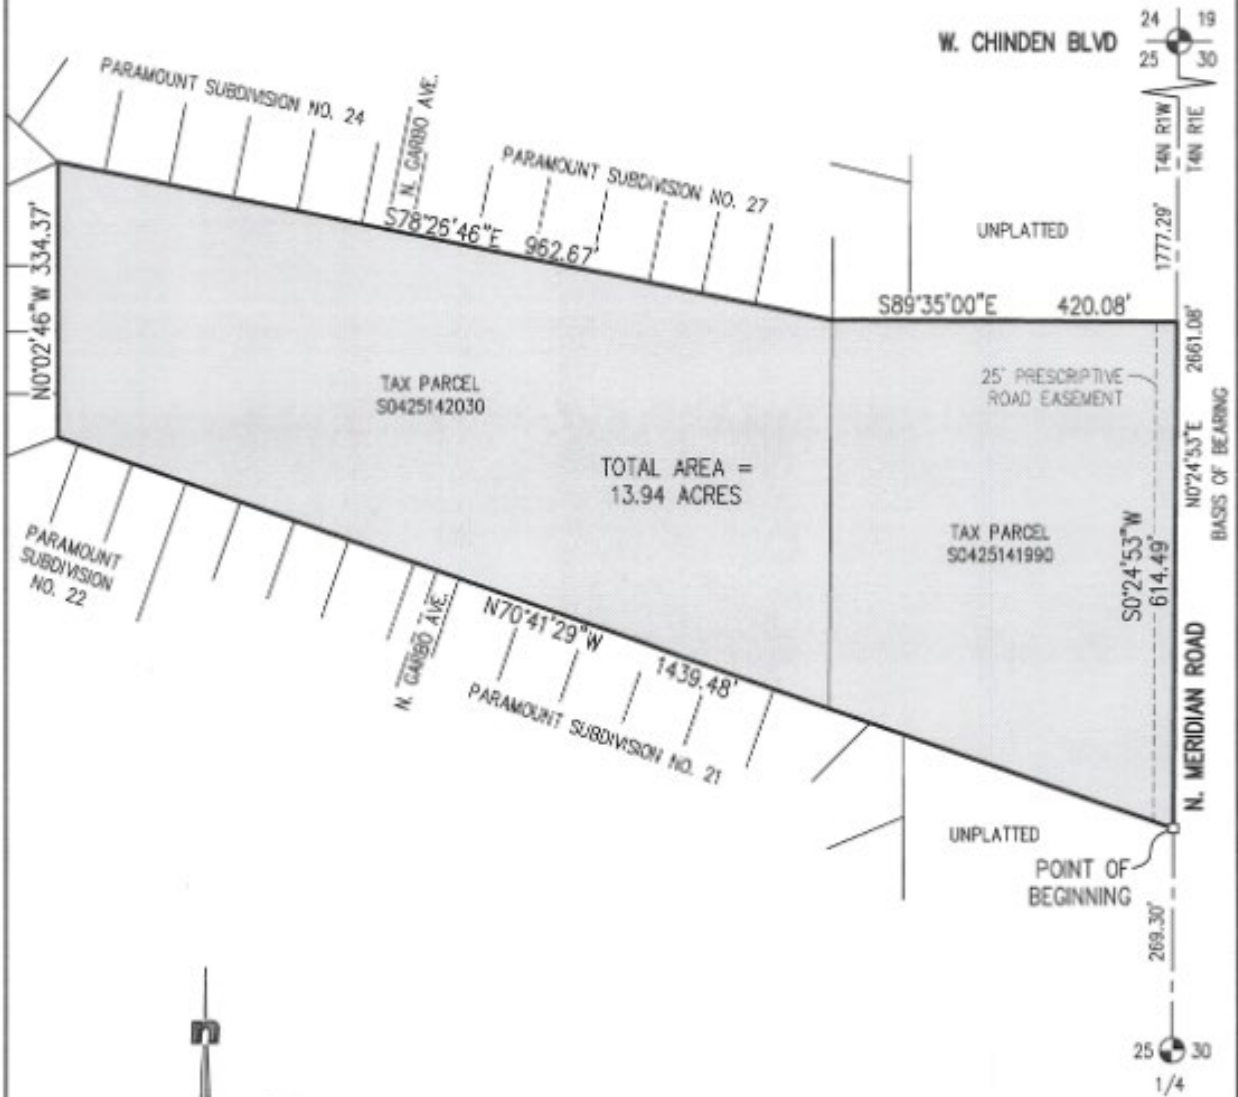 24 19
W. CHINDEN BLVD
25 30
PARAMOUNT SUBDIVISION NO. 24
N. GARBO AVE.
PARAMOUNT SUBDIVISION NO. 27
T4N R1W
T4N R1E
UNPLATTED
1777.29'
S78°26'46"E 962.67'
N0°02'46"W 334.37'
S89°35'00"E 420.08'
2661.08'
TAX PARCEL
S0425142030
25' PRESCRIPTIVE
ROAD EASEMENT
N0°24'53"E
BASIS OF BEARING
TOTAL AREA =
13.94 ACRES
TAX PARCEL
S0425141990
S0°24'53"W
614.49'
PARAMOUNT
SUBDIVISION
NO. 22
N. GARBO AVE.
N70°41'29"W
1439.48'
PARAMOUNT SUBDIVISION NO. 21
N. MERIDIAN ROAD
UNPLATTED
POINT OF
BEGINNING
269.30'
n
25 30
1/4